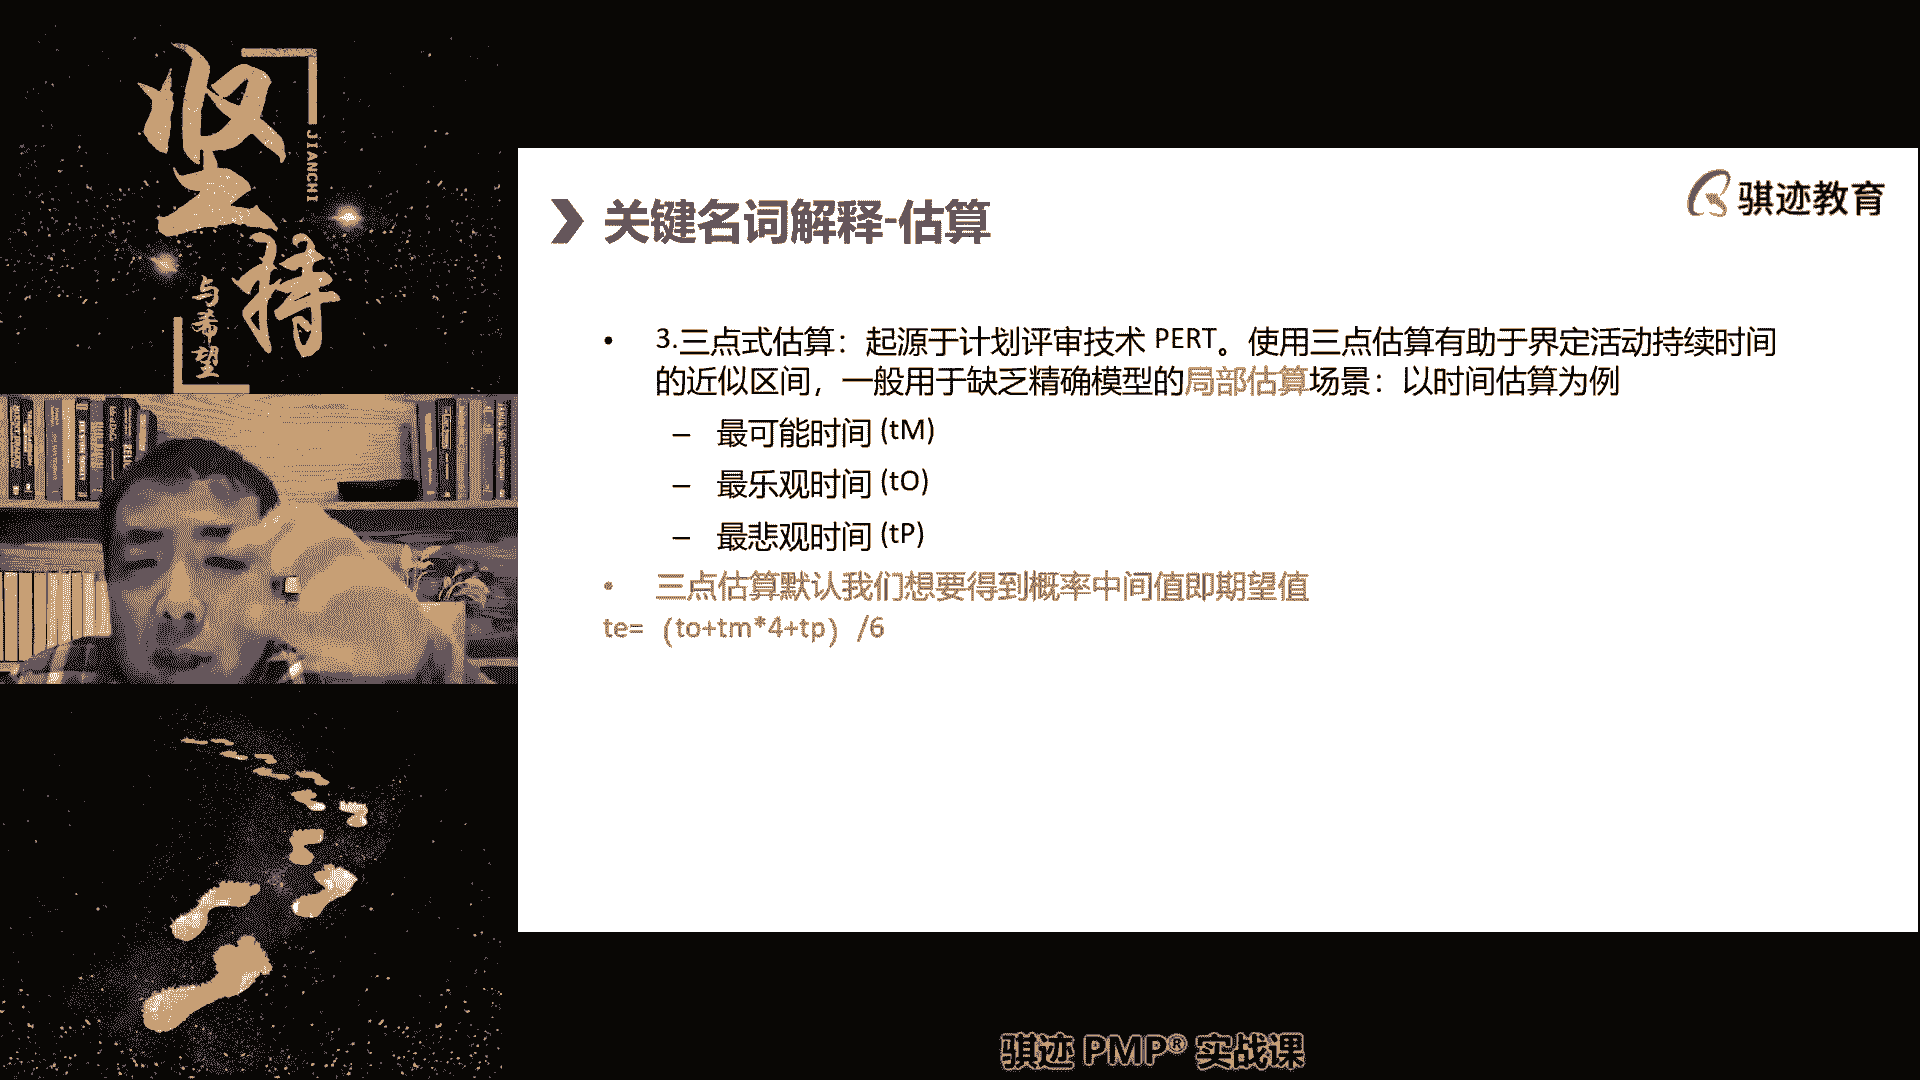 坚持
JIANCHI
与希望
骐迹教育
关键名词解释-估算
• 3.三点式估算：起源于计划评审技术 PERT。使用三点估算有助于界定活动持续时间
的近似区间，一般用于缺乏精确模型的局部估算场景：以时间估算为例
– 最可能时间 (tM)
– 最乐观时间 (tO)
– 最悲观时间 (tP)
• 三点估算默认我们想要得到概率中间值即期望值
te=（to+tm*4+tp）/6
骐迹 PMP® 实战课